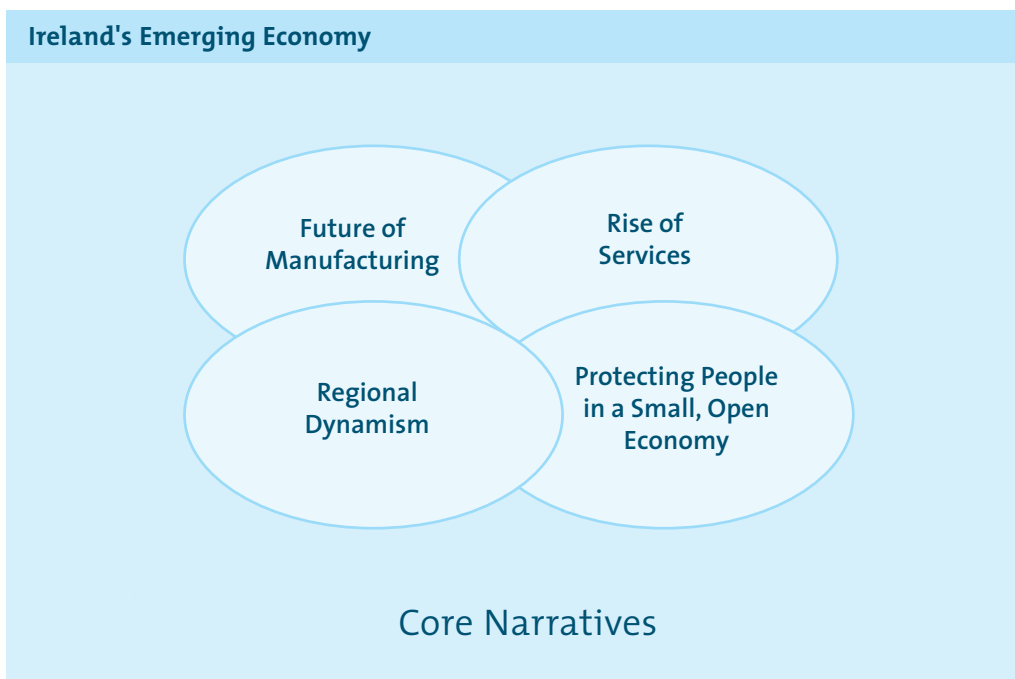 Ireland's Emerging Economy
Future of
Manufacturing
Rise of
Services
Regional
Dynamism
Protecting People
in a Small, Open
Economy
Core Narratives